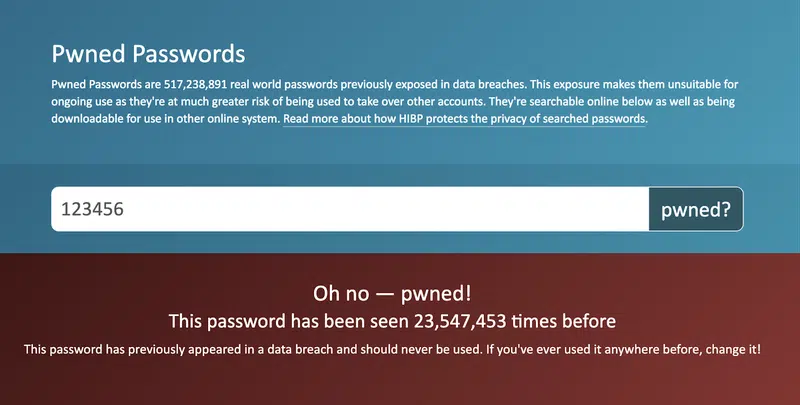 Pwned Passwords
Pwned Passwords are 517,238,891 real world passwords previously exposed in data breaches. This exposure makes them unsuitable for
ongoing use as they're at much greater risk of being used to take over other accounts. They're searchable online below as well as being
downloadable for use in other online system. Read more about how HIBP protects the privacy of searched passwords.
123456
pwned?
Oh no — pwned!
This password has been seen 23,547,453 times before
This password has previously appeared in a data breach and should never be used. If you've ever used it anywhere before, change it!